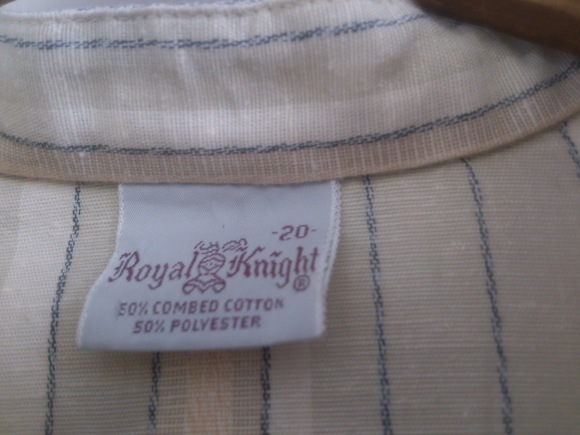 -20-
Royal Knight®
50% COMBED COTTON
50% POLYESTER